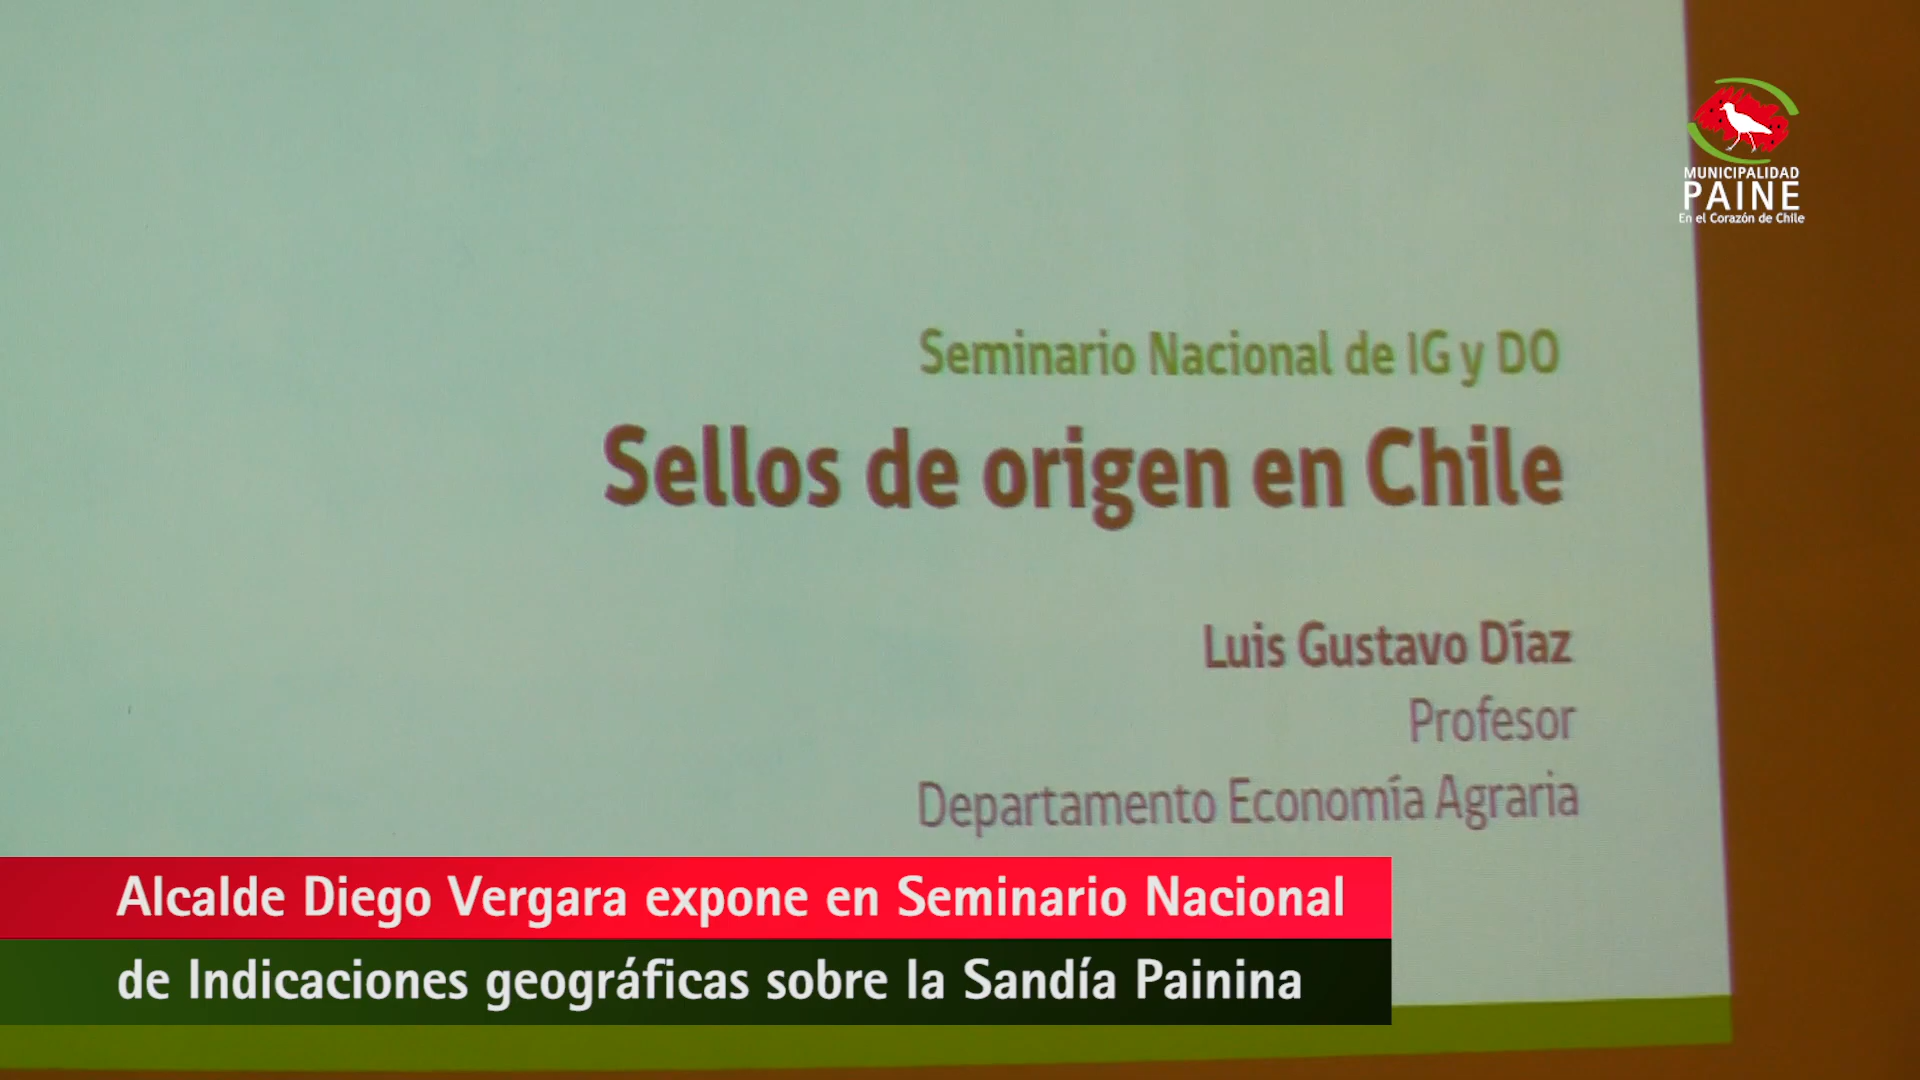 MUNICIPALIDAD
PAINE
En el Corazón de Chile
Seminario Nacional de IG y DO
Sellos de origen en Chile
Luis Gustavo Díaz
Profesor
Departamento Economía Agraria
Alcalde Diego Vergara expone en Seminario Nacional
de Indicaciones geográficas sobre la Sandía Painina